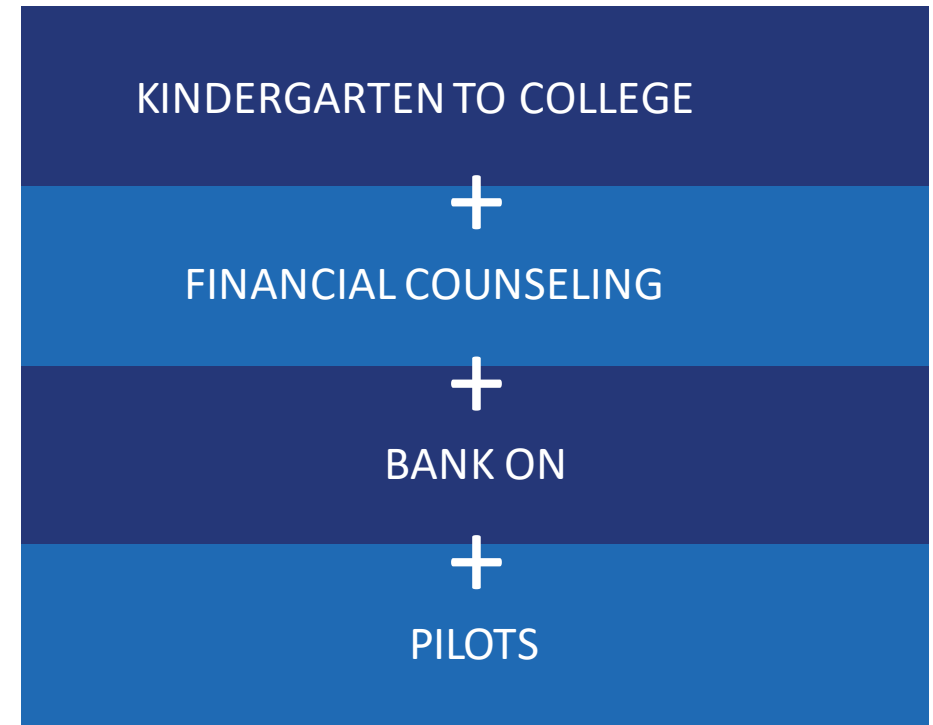 KINDERGARTEN TO COLLEGE
+
FINANCIAL COUNSELING
+
BANK ON
+
PILOTS